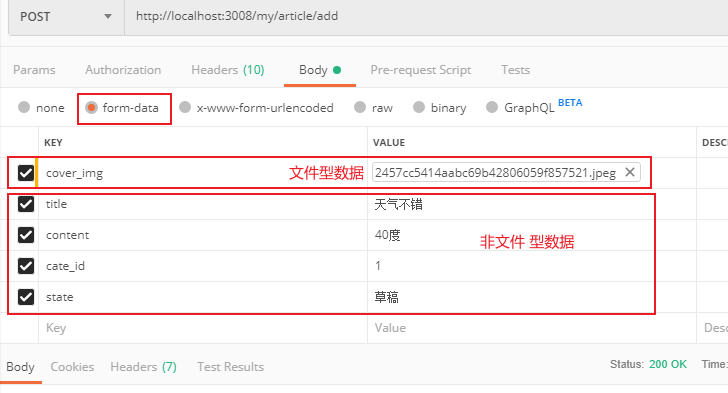 POST http://localhost:3008/my/article/add
Params Authorization Headers (10) Body Pre-request Script Tests
none form-data x-www-form-urlencoded raw binary GraphQL BETA
KEY VALUE DESC
cover_img 文件型数据 2457cc5414aabc69b42806059f857521.jpeg
title 天气不错
content 40度 非文件 型数据
cate_id 1
state 草稿
Key Value Desc
Body Cookies Headers (7) Test Results Status: 200 OK Time: